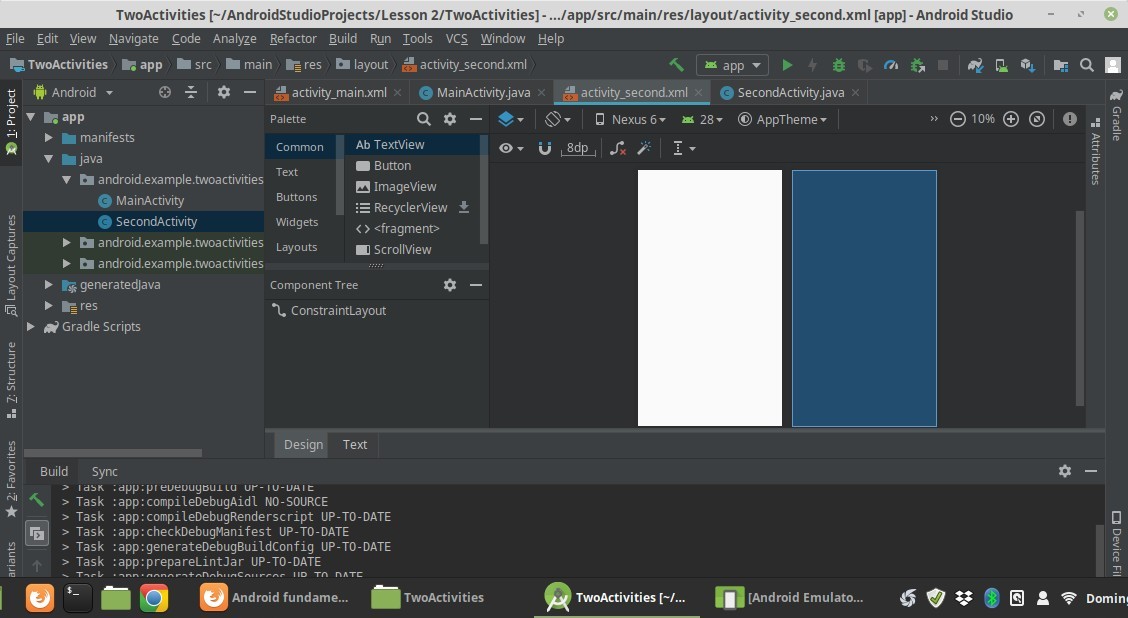 TwoActivities [~/AndroidStudioProjects/Lesson 2/TwoActivities] - .../app/src/main/res/layout/activity_second.xml [app] - Android Studio
File Edit View Navigate Code Analyze Refactor Build Run Tools VCS Window Help
TwoActivities app src main res layout activity_second.xml app
Android activity_main.xml MainActivity.java activity_second.xml SecondActivity.java
1: Project
Layout Captures
7: Structure
2: Favorites
app
manifests
java
android.example.twoactivities
MainActivity
SecondActivity
android.example.twoactivities
android.example.twoactivities
generatedJava
res
Gradle Scripts
Palette
Common
Text
Buttons
Widgets
Layouts
Ab TextView
Button
ImageView
RecyclerView
<fragment>
ScrollView
Component Tree
ConstraintLayout
Nexus 6 28 AppTheme 10%
8dp
Gradle
Attributes
Design Text
Build Sync
> Task :app:preDebugBuild UP-TO-DATE
> Task :app:compileDebugAidl NO-SOURCE
> Task :app:compileDebugRenderscript UP-TO-DATE
> Task :app:checkDebugManifest UP-TO-DATE
> Task :app:generateDebugBuildConfig UP-TO-DATE
> Task :app:prepareLintJar UP-TO-DATE
> Task :app:generateDebugSources UP-TO-DATE
Android fundame... TwoActivities TwoActivities [~/... [Android Emulato... Doming